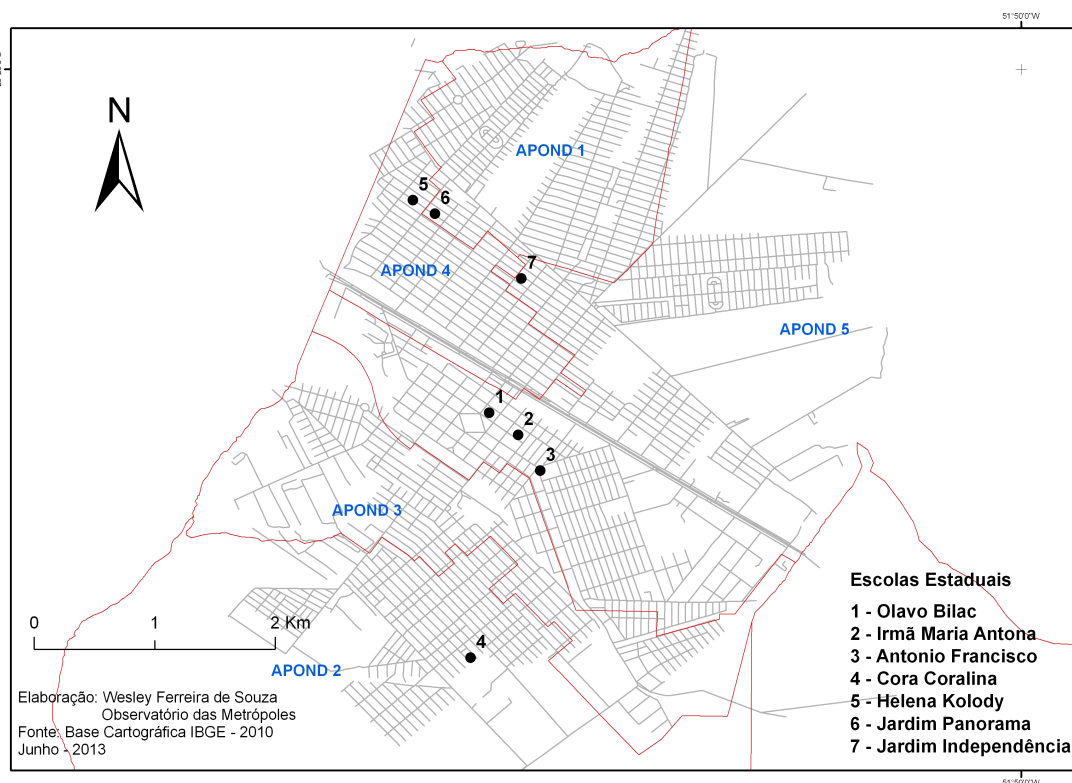 51°50'0"W
N
APOND 1
5
6
7
APOND 4
APOND 5
1
2
3
APOND 3
4
APOND 2
0 1 2 Km
Elaboração: Wesley Ferreira de Souza
Observatório das Metrópoles
Fonte: Base Cartográfica IBGE - 2010
Junho - 2013
Escolas Estaduais
1 - Olavo Bilac
2 - Irmã Maria Antona
3 - Antonio Francisco
4 - Cora Coralina
5 - Helena Kolody
6 - Jardim Panorama
7 - Jardim Independência